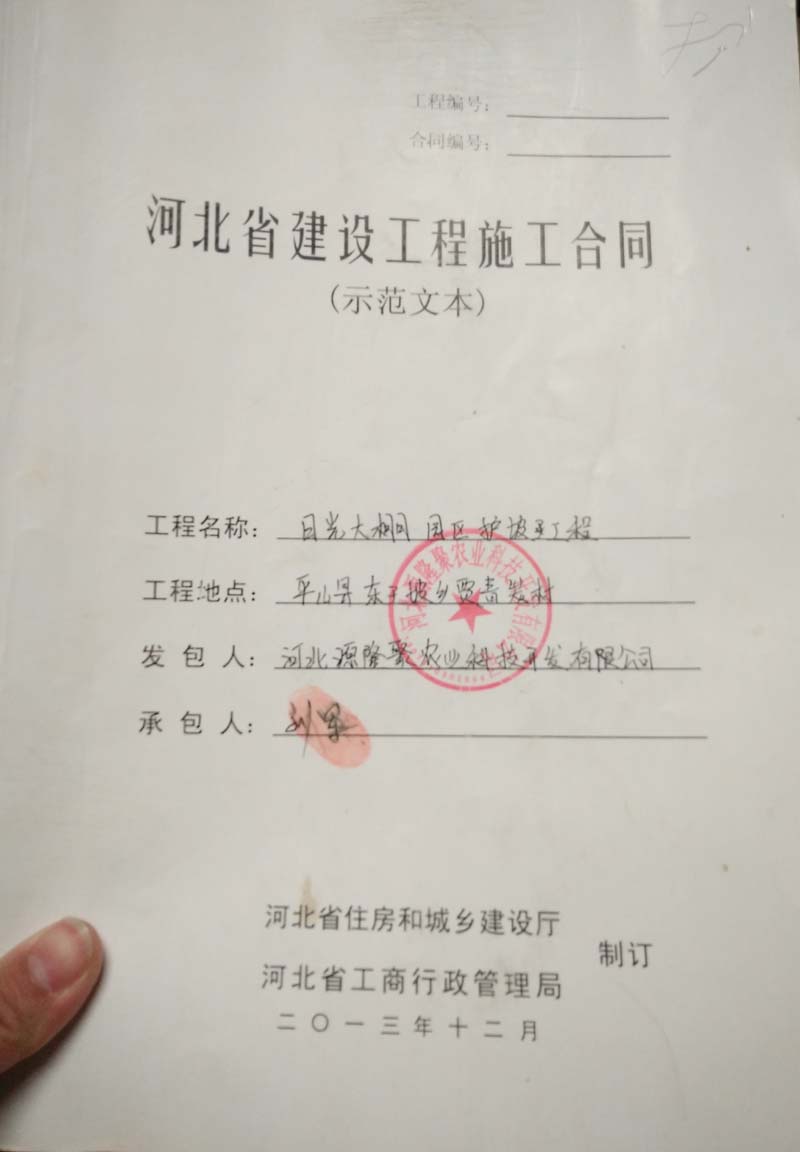 工程编号:
合同编号:
河北省建设工程施工合同
(示范文本)
工程名称: 日光大棚 园区护坡 工程
工程地点: 平山县东王坡乡贾壁村
发包人: 河北源隆聚农业科技开发有限公司
承包人: 刘
河北省住房和城乡建设厅
河北省工商行政管理局
制订
二〇一三年十二月